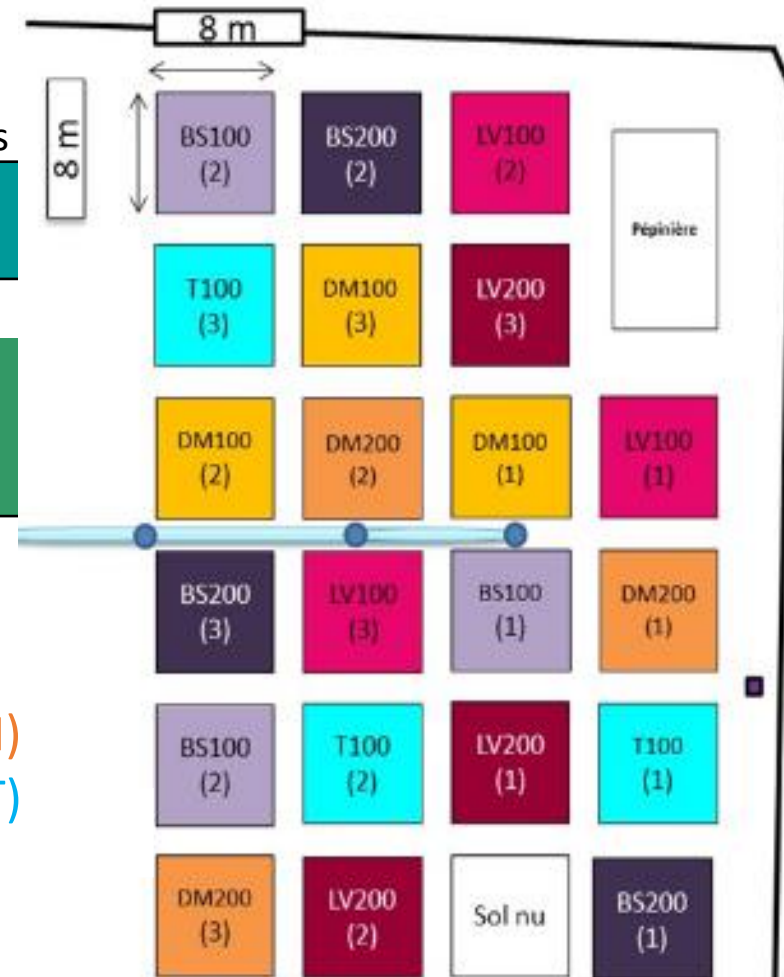 8 m
8 m
s
BS100
(2)
BS200
(2)
LV100
(2)
Pépinière
T100
(3)
DM100
(3)
LV200
(3)
DM100
(2)
DM200
(2)
DM100
(1)
LV100
(1)
BS200
(3)
LV100
(3)
BS100
(1)
DM200
(1)
)
T)
BS100
(2)
T100
(2)
LV200
(1)
T100
(1)
DM200
(3)
LV200
(2)
Sol nu
BS200
(1)